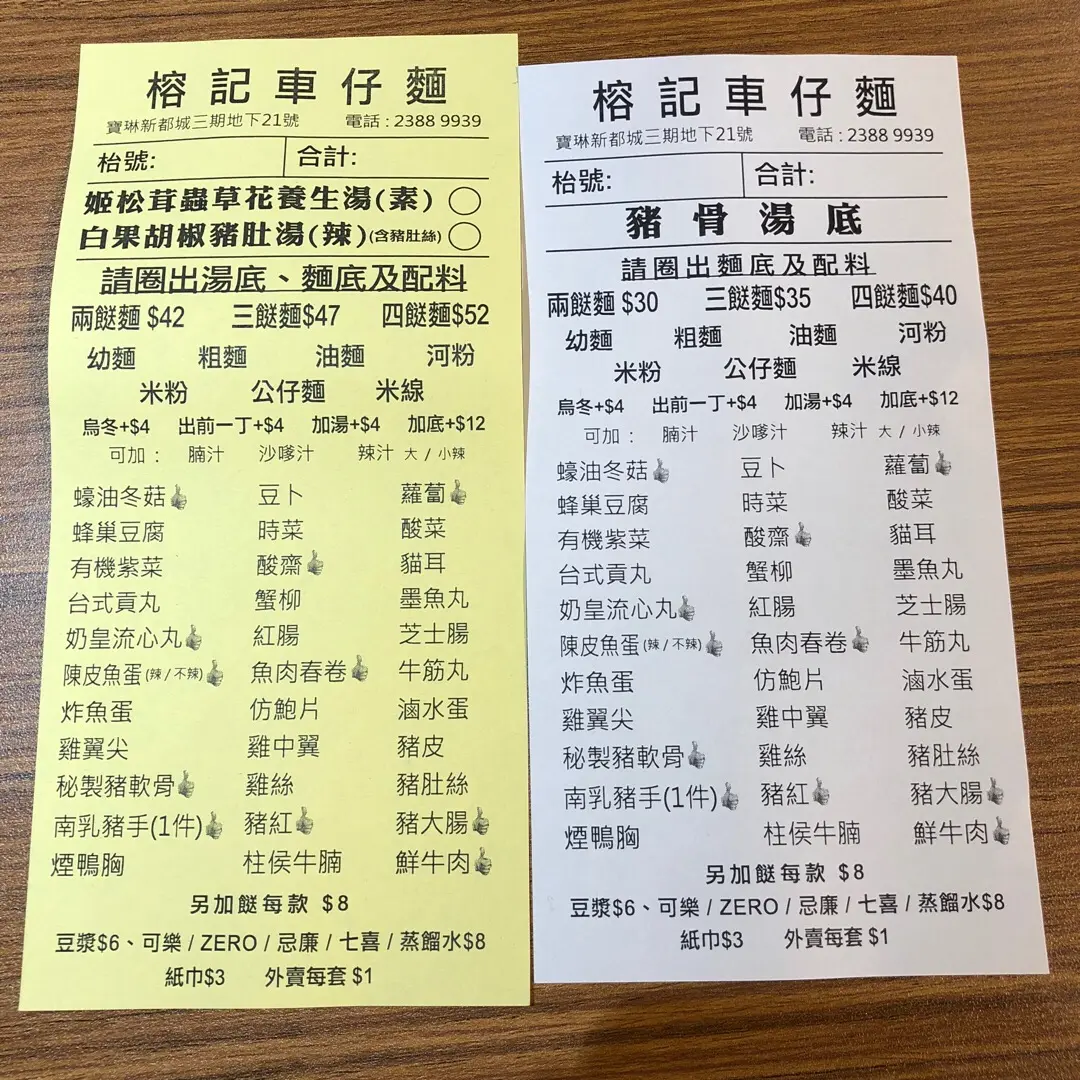 榕記車仔麵
寶琳新都城三期地下21號 電話 : 2388 9939
枱號: 合計:
姬松茸蟲草花養生湯(素)
白果胡椒豬肚湯(辣)(含豬肚絲)
請圈出湯底、麵底及配料
兩餸麵 $42 三餸麵$47 四餸麵$52
幼麵 粗麵 油麵 河粉
米粉 公仔麵 米線
烏冬+$4 出前一丁+$4 加湯+$4 加底+$12
可加 : 腩汁 沙嗲汁 辣汁 大 / 小辣
蠔油冬菇 豆卜 蘿蔔
蜂巢豆腐 時菜 酸菜
有機紫菜 酸齋 貓耳
台式貢丸 蟹柳 墨魚丸
奶皇流心丸 紅腸 芝士腸
陳皮魚蛋(辣 / 不辣) 魚肉春卷 牛筋丸
炸魚蛋 仿鮑片 滷水蛋
雞翼尖 雞中翼 豬皮
秘製豬軟骨 雞絲 豬肚絲
南乳豬手(1件) 豬紅 豬大腸
煙鴨胸 柱侯牛腩 鮮牛肉
另加餸每款 $8
豆漿$6、可樂 / ZERO / 忌廉 / 七喜 / 蒸餾水$8
紙巾$3 外賣每套 $1
榕記車仔麵
寶琳新都城三期地下21號 電話 : 2388 9939
枱號: 合計:
豬骨湯底
請圈出麵底及配料
兩餸麵 $30 三餸麵$35 四餸麵$40
幼麵 粗麵 油麵 河粉
米粉 公仔麵 米線
烏冬+$4 出前一丁+$4 加湯+$4 加底+$12
可加 : 腩汁 沙嗲汁 辣汁 大 / 小辣
蠔油冬菇 豆卜 蘿蔔
蜂巢豆腐 時菜 酸菜
有機紫菜 酸齋 貓耳
台式貢丸 蟹柳 墨魚丸
奶皇流心丸 紅腸 芝士腸
陳皮魚蛋(辣 / 不辣) 魚肉春卷 牛筋丸
炸魚蛋 仿鮑片 滷水蛋
雞翼尖 雞中翼 豬皮
秘製豬軟骨 雞絲 豬肚絲
南乳豬手(1件) 豬紅 豬大腸
煙鴨胸 柱侯牛腩 鮮牛肉
另加餸每款 $8
豆漿$6、可樂 / ZERO / 忌廉 / 七喜 / 蒸餾水$8
紙巾$3 外賣每套 $1